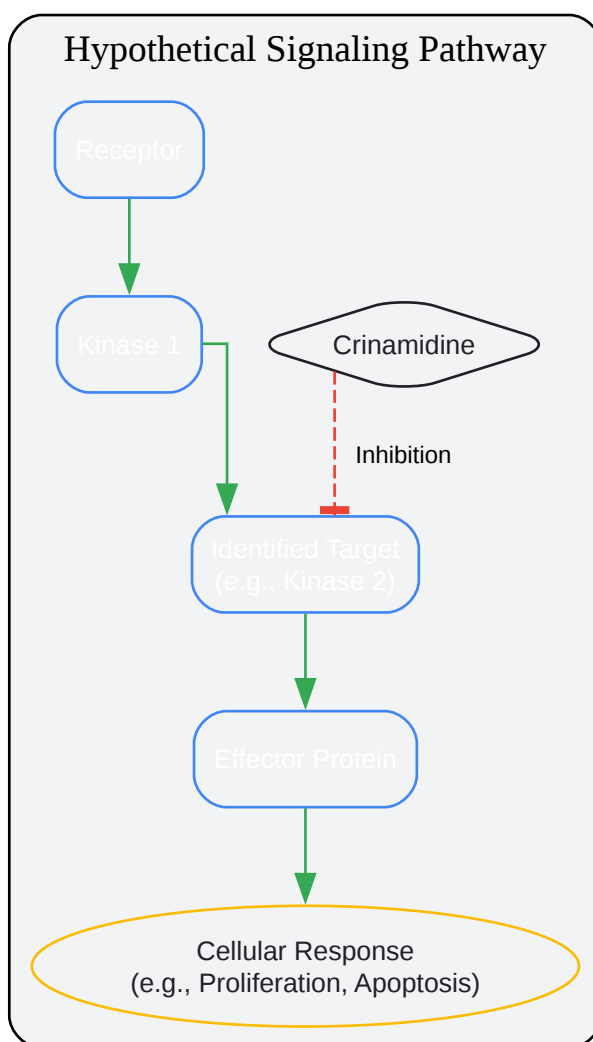 Hypothetical Signaling Pathway
Receptor
Kinase 1
Crinamidine
Inhibition
Identified Target
(e.g., Kinase 2)
Effector Protein
Cellular Response
(e.g., Proliferation, Apoptosis)